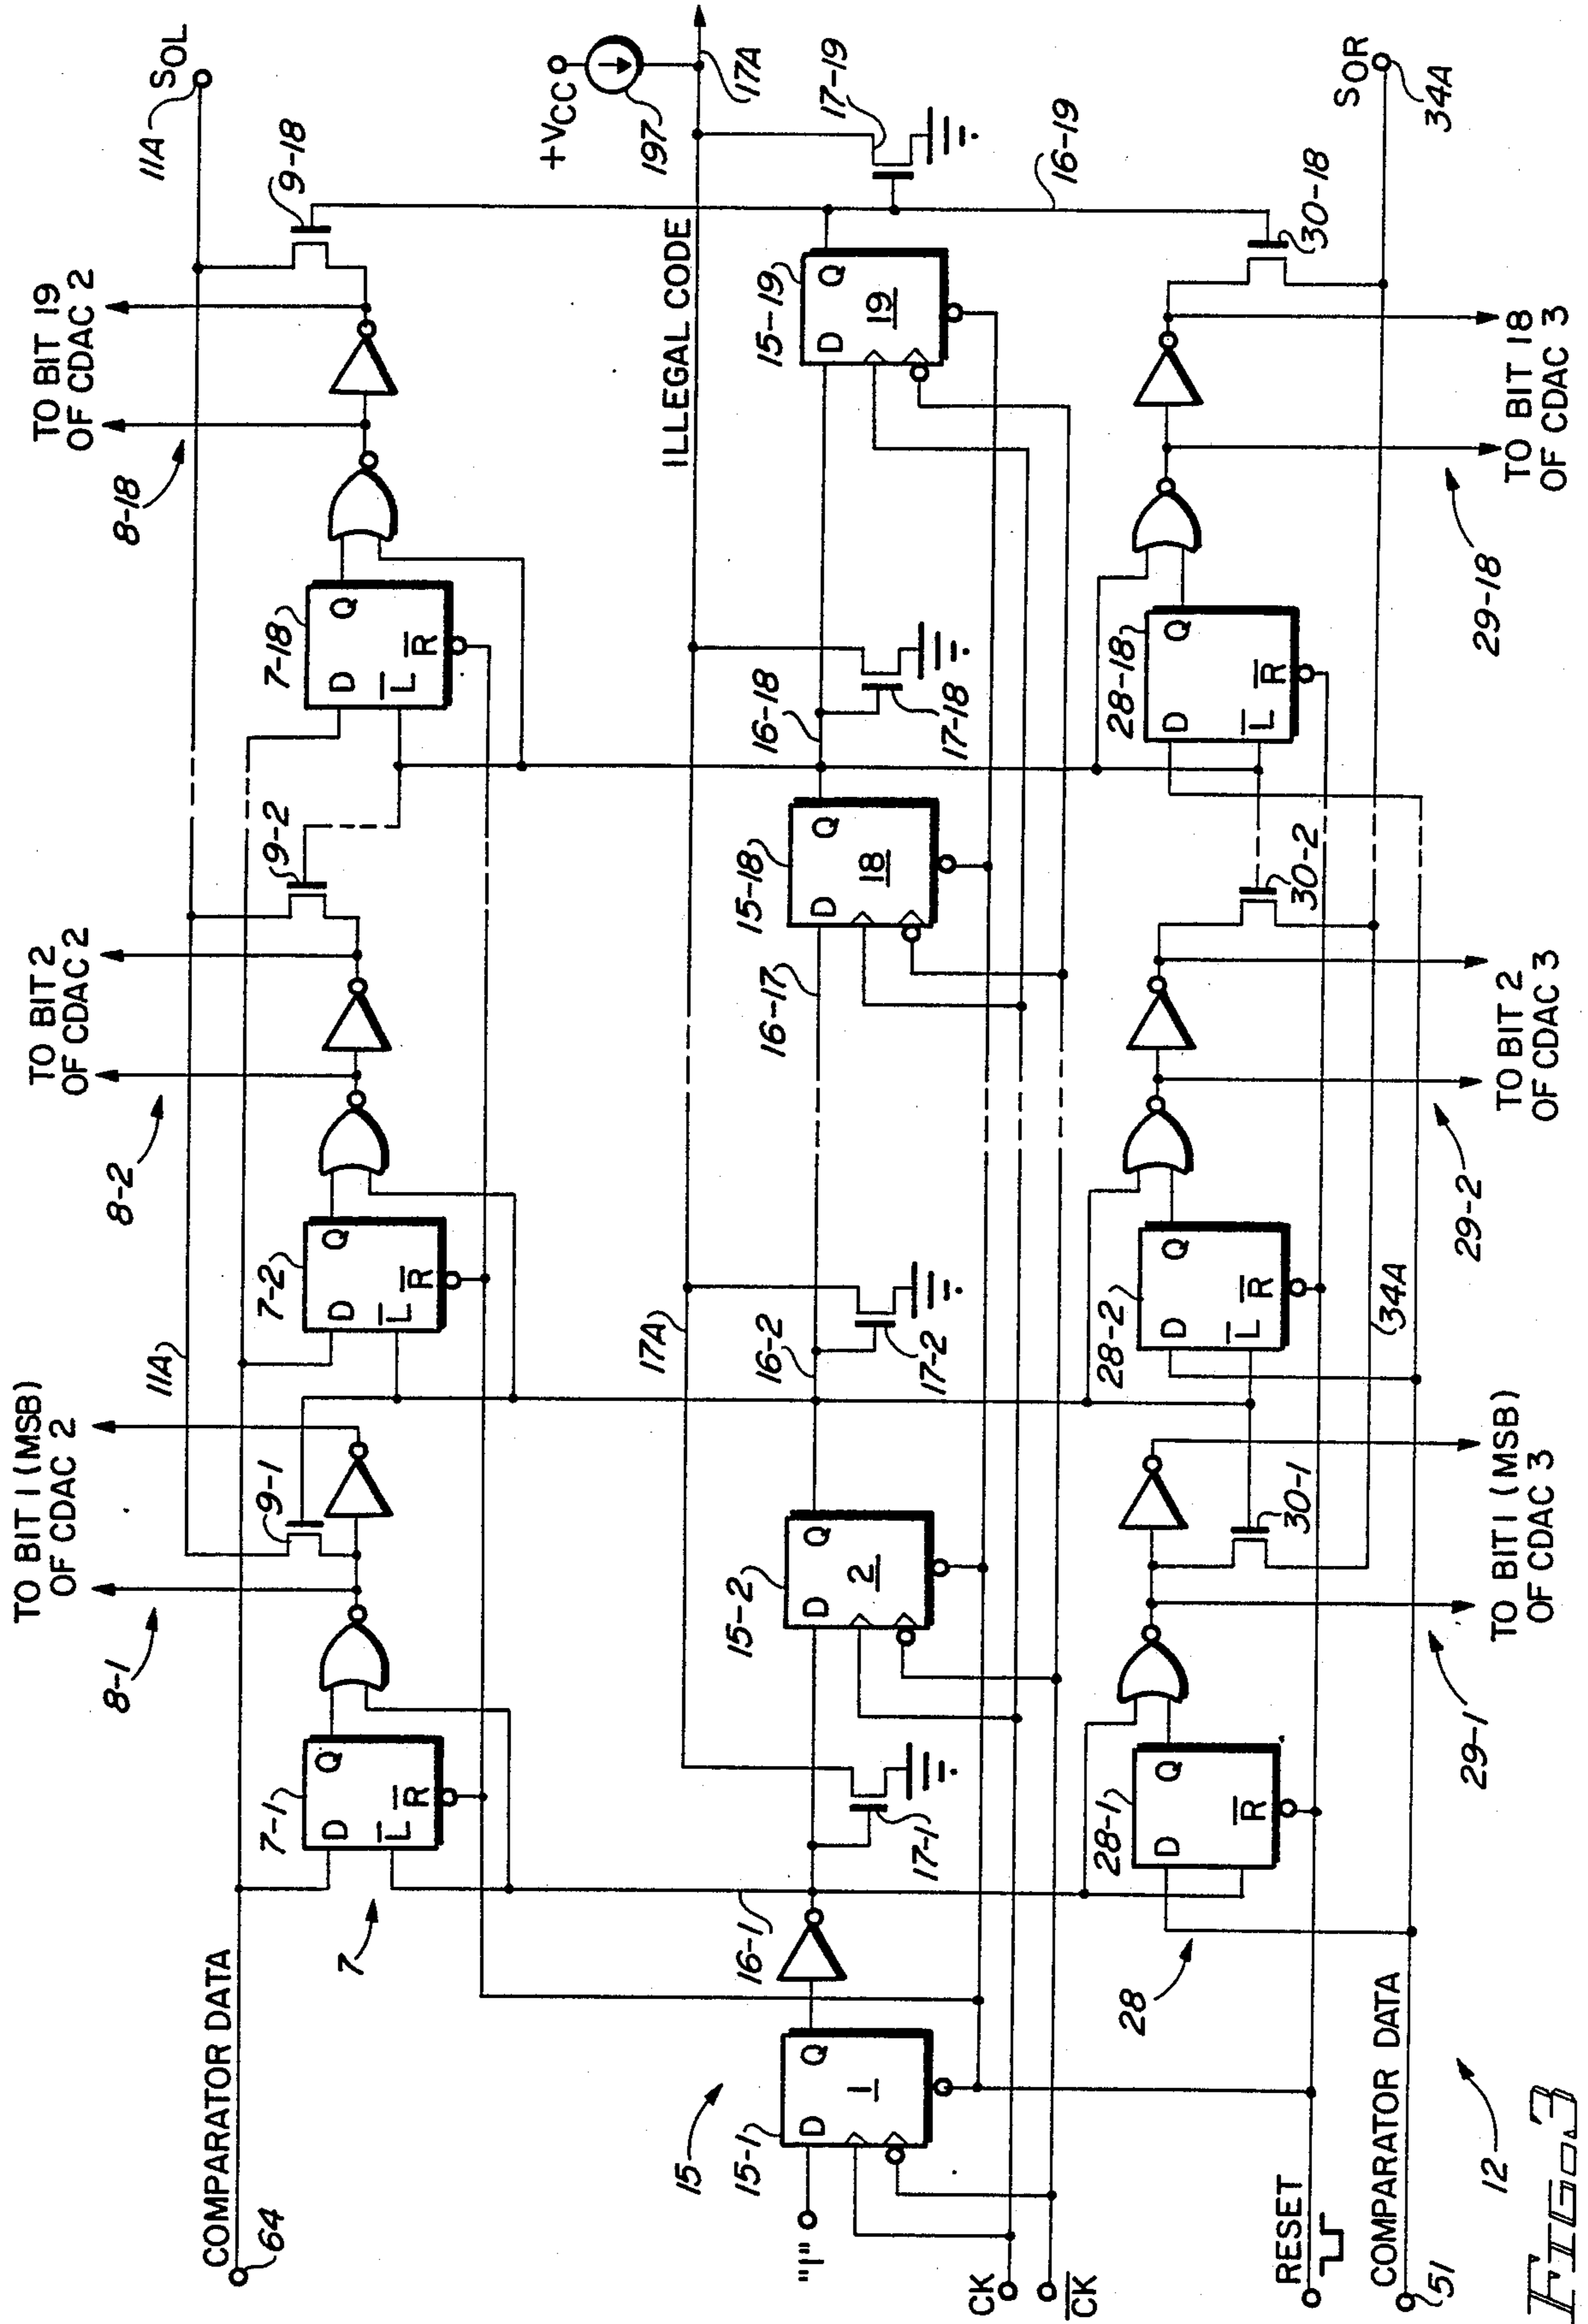 TO BIT 1 (MSB)
OF CDAC 2
TO BIT 2
OF CDAC 2
TO BIT 19
OF CDAC 2
8-1
8-2
8-18
11A
11A
SOL
9-1
9-2
9-18
COMPARATOR DATA
64
7
7-1
D
Q
L
R
7-2
D
Q
L
R
7-18
D
Q
L
R
+VCC
197
17A
17A
ILLEGAL CODE
15
15-1
D
Q
1
"1"
16-1
17-1
15-2
D
Q
2
16-2
17-2
16-17
15-18
D
Q
18
16-18
17-18
15-19
D
Q
19
17-19
16-19
CK
CK
28
28-1
D
Q
R
28-2
D
Q
L
R
28-18
D
Q
L
R
30-1
30-2
30-18
RESET
34A
SOR
34A
COMPARATOR DATA
51
29-1
29-2
29-18
TO BIT 1 (MSB)
OF CDAC 3
TO BIT 2
OF CDAC 3
TO BIT 18
OF CDAC 3
12
FIG. 3